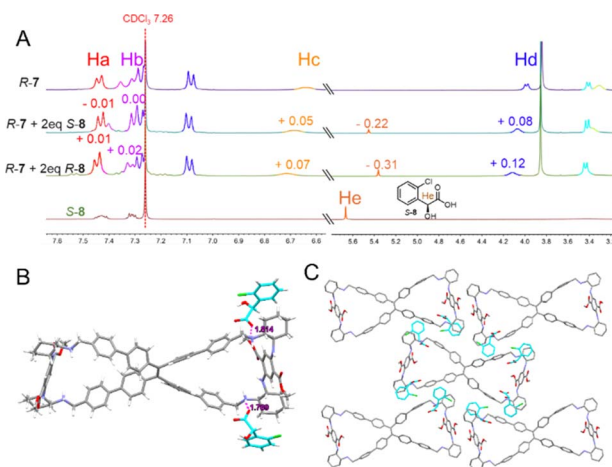 CDCl3 7.26
A
Ha
Hb
Hc
Hd
R-7
- 0.01
0.00
R-7 + 2eq S-8
+ 0.05
- 0.22
+ 0.08
+ 0.01
+ 0.02
R-7 + 2eq R-8
+ 0.07
- 0.31
+ 0.12
He
Cl
He
O
OH
OH
S-8
S-8
7.6 7.5 7.4 7.3 7.2 7.1 7.0 6.9 6.8 6.7 6.6 5.4 5.2 5.0 4.8 4.6 4.4 4.2 4.0 3.8 3.6 3.4 3.2
B
1.814
C